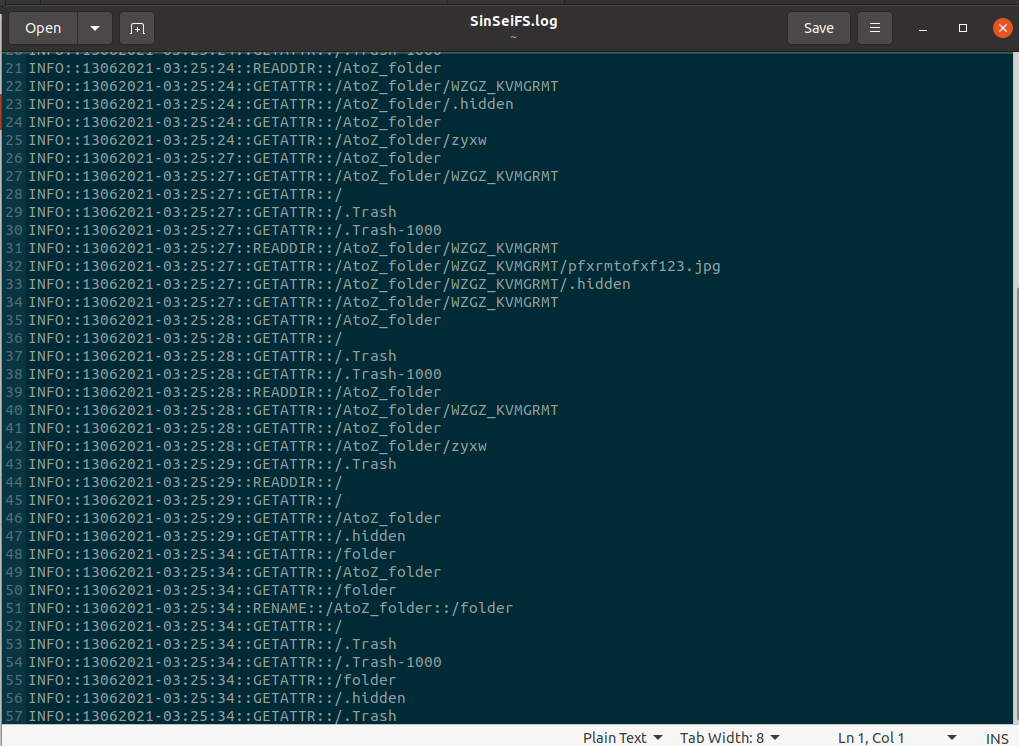 Open
SinSeiFS.log
~
Save
20 INFO::13062021-03:25:24::GETATTR::/.Trash-1000
21 INFO::13062021-03:25:24::READDIR::/AtoZ_folder
22 INFO::13062021-03:25:24::GETATTR::/AtoZ_folder/WZGZ_KVMGRMT
23 INFO::13062021-03:25:24::GETATTR::/AtoZ_folder/.hidden
24 INFO::13062021-03:25:24::GETATTR::/AtoZ_folder
25 INFO::13062021-03:25:24::GETATTR::/AtoZ_folder/zyxw
26 INFO::13062021-03:25:27::GETATTR::/AtoZ_folder
27 INFO::13062021-03:25:27::GETATTR::/AtoZ_folder/WZGZ_KVMGRMT
28 INFO::13062021-03:25:27::GETATTR::/
29 INFO::13062021-03:25:27::GETATTR::/.Trash
30 INFO::13062021-03:25:27::GETATTR::/.Trash-1000
31 INFO::13062021-03:25:27::READDIR::/AtoZ_folder/WZGZ_KVMGRMT
32 INFO::13062021-03:25:27::GETATTR::/AtoZ_folder/WZGZ_KVMGRMT/pfxrmtofxf123.jpg
33 INFO::13062021-03:25:27::GETATTR::/AtoZ_folder/WZGZ_KVMGRMT/.hidden
34 INFO::13062021-03:25:27::GETATTR::/AtoZ_folder/WZGZ_KVMGRMT
35 INFO::13062021-03:25:28::GETATTR::/AtoZ_folder
36 INFO::13062021-03:25:28::GETATTR::/
37 INFO::13062021-03:25:28::GETATTR::/.Trash
38 INFO::13062021-03:25:28::GETATTR::/.Trash-1000
39 INFO::13062021-03:25:28::READDIR::/AtoZ_folder
40 INFO::13062021-03:25:28::GETATTR::/AtoZ_folder/WZGZ_KVMGRMT
41 INFO::13062021-03:25:28::GETATTR::/AtoZ_folder
42 INFO::13062021-03:25:28::GETATTR::/AtoZ_folder/zyxw
43 INFO::13062021-03:25:29::GETATTR::/.Trash
44 INFO::13062021-03:25:29::READDIR::/
45 INFO::13062021-03:25:29::GETATTR::/
46 INFO::13062021-03:25:29::GETATTR::/AtoZ_folder
47 INFO::13062021-03:25:29::GETATTR::/.hidden
48 INFO::13062021-03:25:34::GETATTR::/folder
49 INFO::13062021-03:25:34::GETATTR::/AtoZ_folder
50 INFO::13062021-03:25:34::GETATTR::/folder
51 INFO::13062021-03:25:34::RENAME::/AtoZ_folder::/folder
52 INFO::13062021-03:25:34::GETATTR::/
53 INFO::13062021-03:25:34::GETATTR::/.Trash
54 INFO::13062021-03:25:34::GETATTR::/.Trash-1000
55 INFO::13062021-03:25:34::GETATTR::/folder
56 INFO::13062021-03:25:34::GETATTR::/.hidden
57 INFO::13062021-03:25:34::GETATTR::/.Trash
Plain Text Tab Width: 8 Ln 1, Col 1 INS